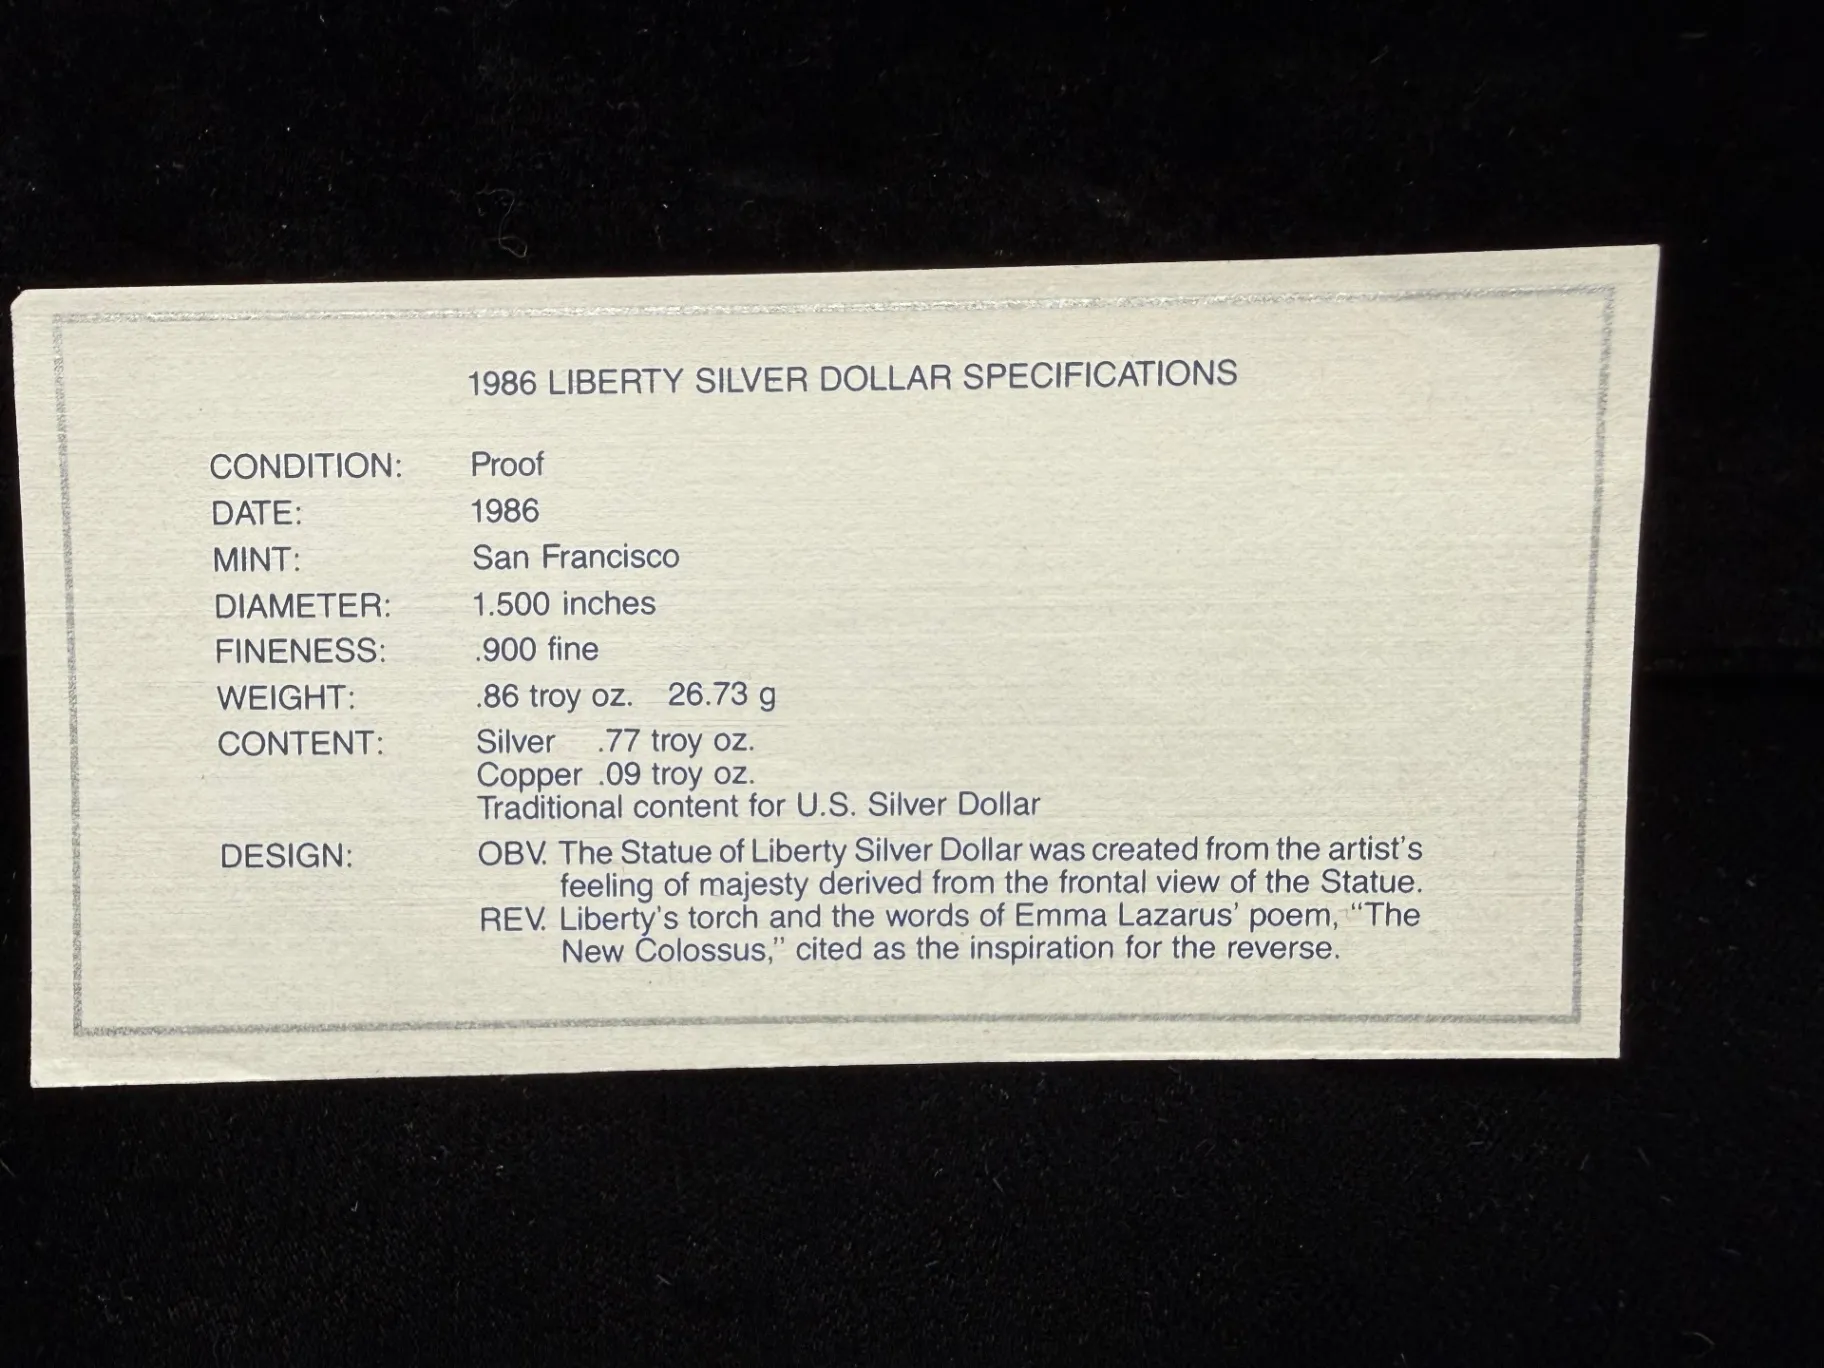 1986 LIBERTY SILVER DOLLAR SPECIFICATIONS
CONDITION: Proof
DATE: 1986
MINT: San Francisco
DIAMETER: 1.500 inches
FINENESS: .900 fine
WEIGHT: .86 troy oz. 26.73 g
CONTENT: Silver .77 troy oz.
Copper .09 troy oz.
Traditional content for U.S. Silver Dollar
DESIGN: OBV. The Statue of Liberty Silver Dollar was created from the artist's
feeling of majesty derived from the frontal view of the Statue.
REV. Liberty's torch and the words of Emma Lazarus' poem, “The
New Colossus,” cited as the inspiration for the reverse.